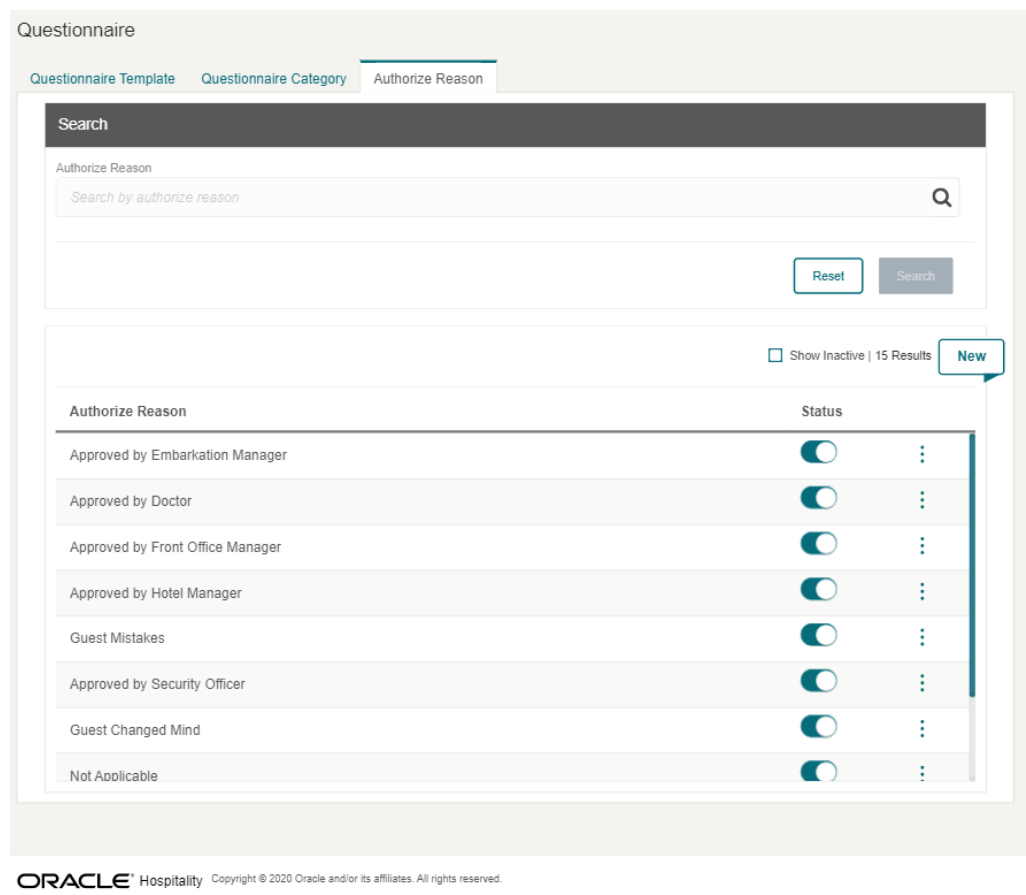 Questionnaire
Questionnaire Template Questionnaire Category Authorize Reason
Search
Authorize Reason
Search by authorize reason
Reset Search
Show Inactive | 15 Results New
Authorize Reason Status
Approved by Embarkation Manager
Approved by Doctor
Approved by Front Office Manager
Approved by Hotel Manager
Guest Mistakes
Approved by Security Officer
Guest Changed Mind
Not Applicable
ORACLE® Hospitality Copyright © 2020 Oracle and/or its affiliates. All rights reserved.